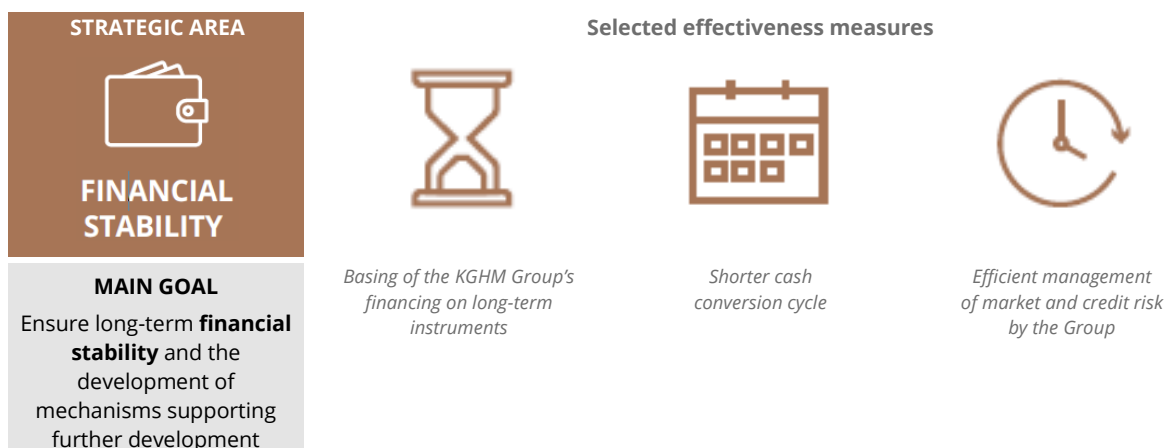 STRATEGIC AREA
FINANCIAL
STABILITY
MAIN GOAL
Ensure long-term financial
stability and the
development of
mechanisms supporting
further development
Selected effectiveness measures
Basing of the KGHM Group's
financing on long-term
instruments
Shorter cash
conversion cycle
Efficient management
of market and credit risk
by the Group